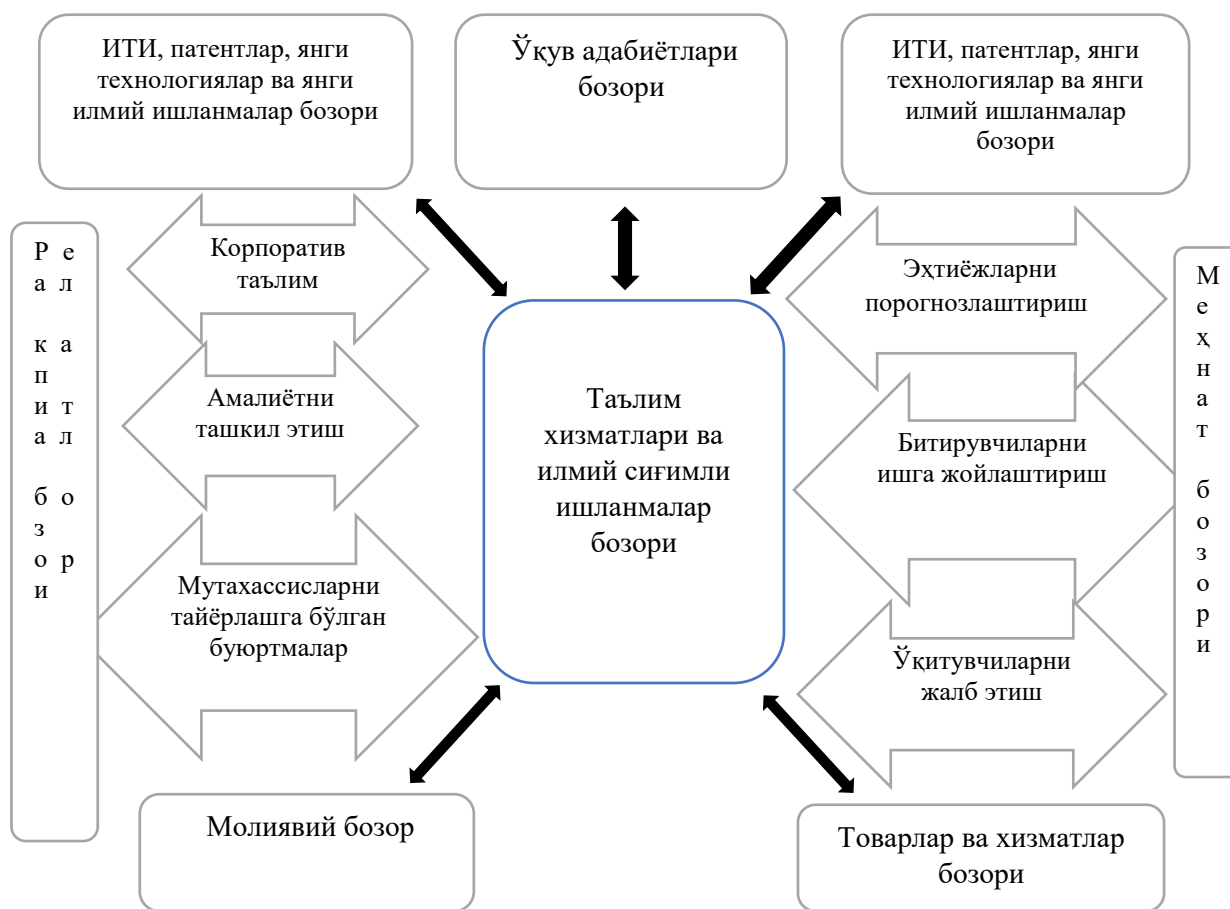 ИТИ, патентлар, янги
технологиялар ва янги
илмий ишланмалар бозори
Ўқув адабиётлари
бозори
ИТИ, патентлар, янги
технологиялар ва янги
илмий ишланмалар
бозори
Р е
а л
к а
п
и т
а л
б о
з
о р
и
Корпоратив
таълим
Амалиётни
ташкил этиш
Мутахассисларни
тайёрлашга бўлган
буюртмалар
Таълим
хизматлари ва
илмий сиғимли
ишланмалар
бозори
Эҳтиёжларни
порогнозлаштириш
Битирувчиларни
ишга жойлаштириш
Ўқитувчиларни
жалб этиш
М
е
ҳ
н
а
т
б
о
з
о
р
и
Молиявий бозор
Товарлар ва хизматлар
бозори